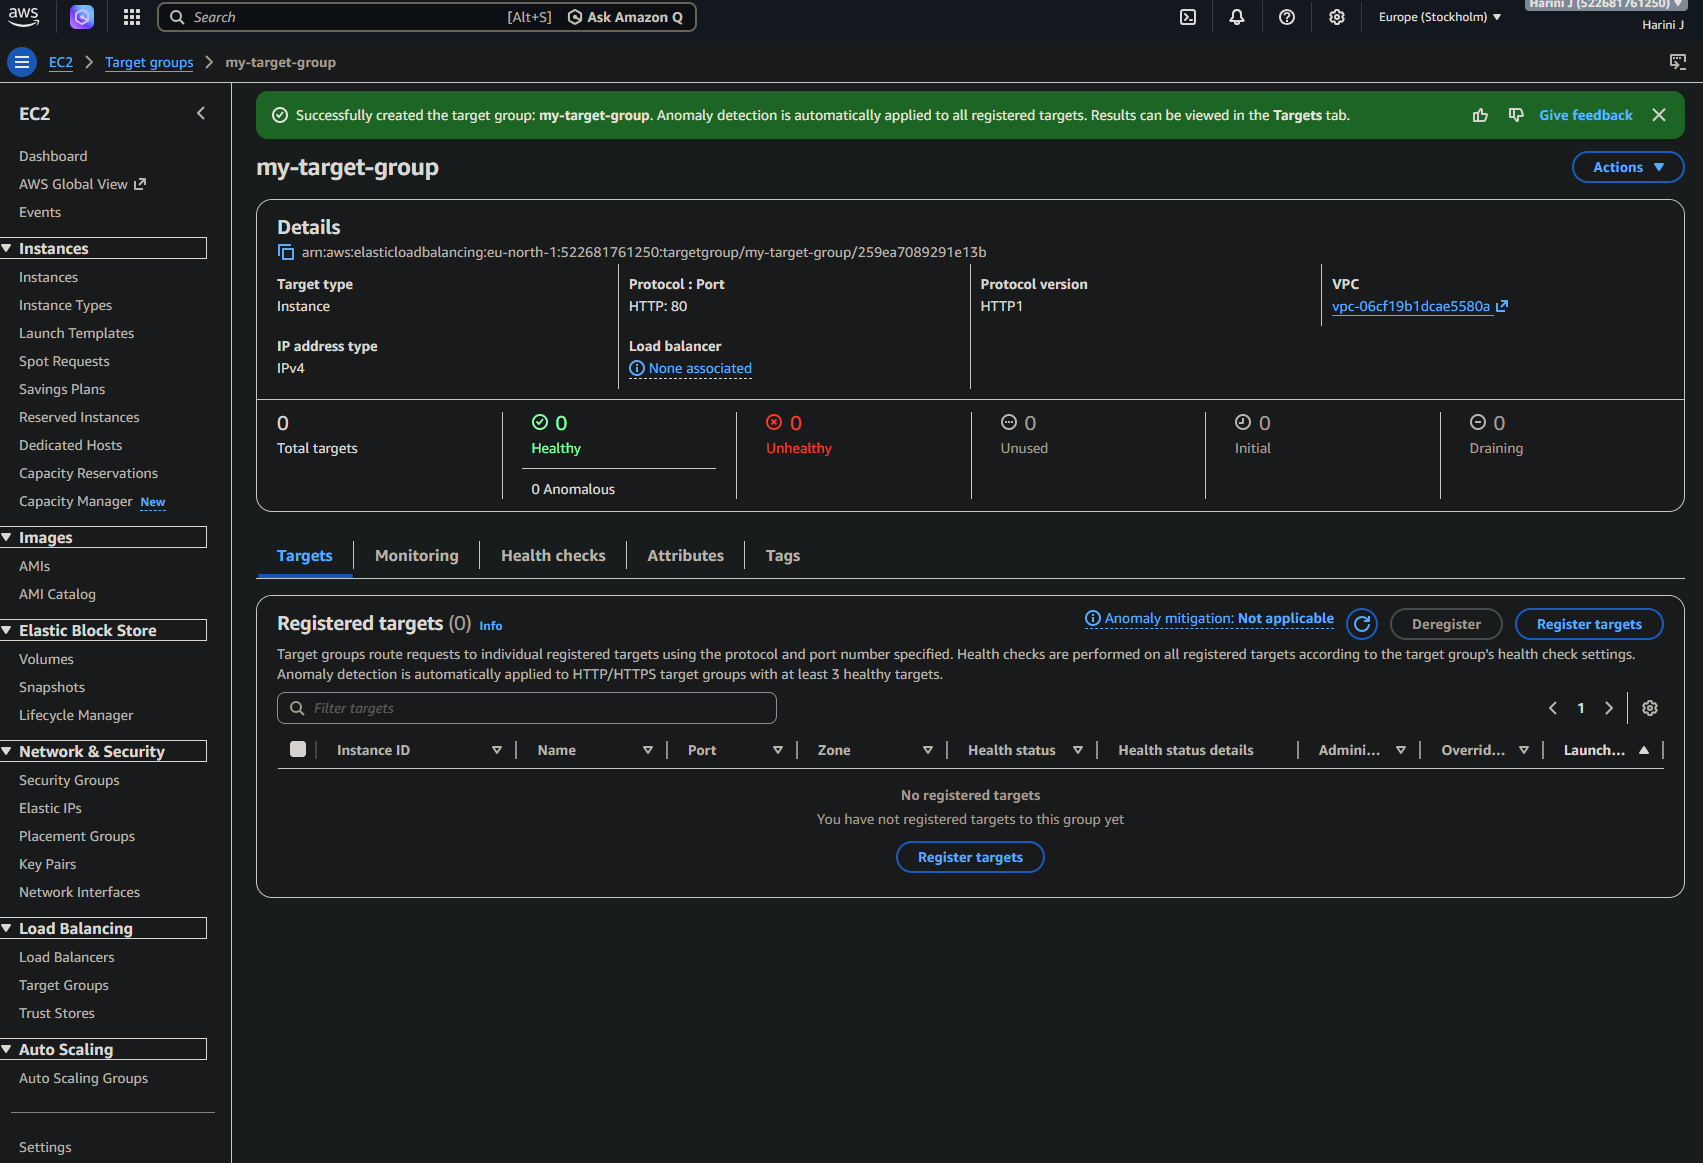 aws
Search [Alt+S] Ask Amazon Q
Europe (Stockholm)
Harini J (522681761250)
Harini J
EC2
Target groups
my-target-group
EC2
Dashboard
AWS Global View
Events
Instances
Instances
Instance Types
Launch Templates
Spot Requests
Savings Plans
Reserved Instances
Dedicated Hosts
Capacity Reservations
Capacity Manager New
Images
AMIs
AMI Catalog
Elastic Block Store
Volumes
Snapshots
Lifecycle Manager
Network & Security
Security Groups
Elastic IPs
Placement Groups
Key Pairs
Network Interfaces
Load Balancing
Load Balancers
Target Groups
Trust Stores
Auto Scaling
Auto Scaling Groups
Settings
Successfully created the target group: my-target-group. Anomaly detection is automatically applied to all registered targets. Results can be viewed in the Targets tab.
Give feedback
my-target-group
Actions
Details
arn:aws:elasticloadbalancing:eu-north-1:522681761250:targetgroup/my-target-group/259ea7089291e13b
Target type
Instance
Protocol : Port
HTTP: 80
Protocol version
HTTP1
VPC
vpc-06cf19b1dcae5580a
IP address type
IPv4
Load balancer
None associated
0
Total targets
0
Healthy
0 Anomalous
0
Unhealthy
0
Unused
0
Initial
0
Draining
Targets
Monitoring
Health checks
Attributes
Tags
Registered targets (0) Info
Anomaly mitigation: Not applicable
Deregister
Register targets
Target groups route requests to individual registered targets using the protocol and port number specified. Health checks are performed on all registered targets according to the target group's health check settings.
Anomaly detection is automatically applied to HTTP/HTTPS target groups with at least 3 healthy targets.
Filter targets
1
Instance ID
Name
Port
Zone
Health status
Health status details
Admini...
Overrid...
Launch...
No registered targets
You have not registered targets to this group yet
Register targets